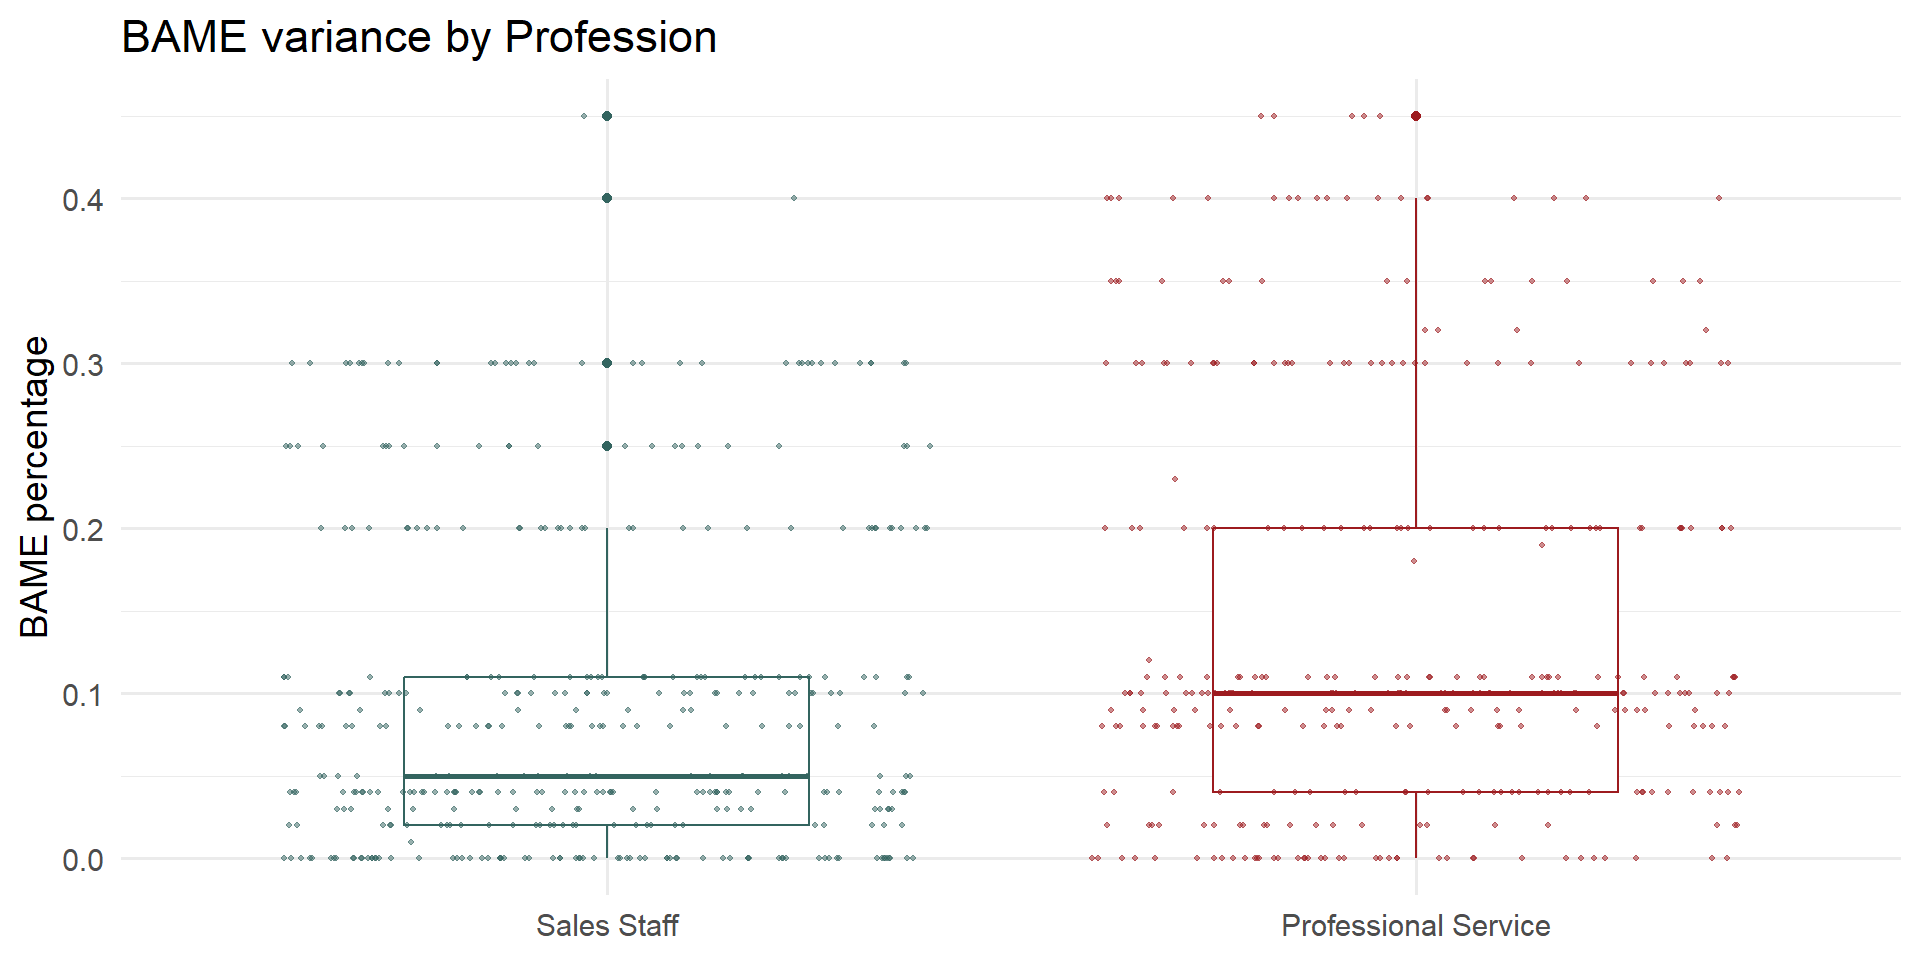 BAME variance by Profession
BAME percentage
0.4
0.3
0.2
0.1
0.0
Sales Staff
Professional Service